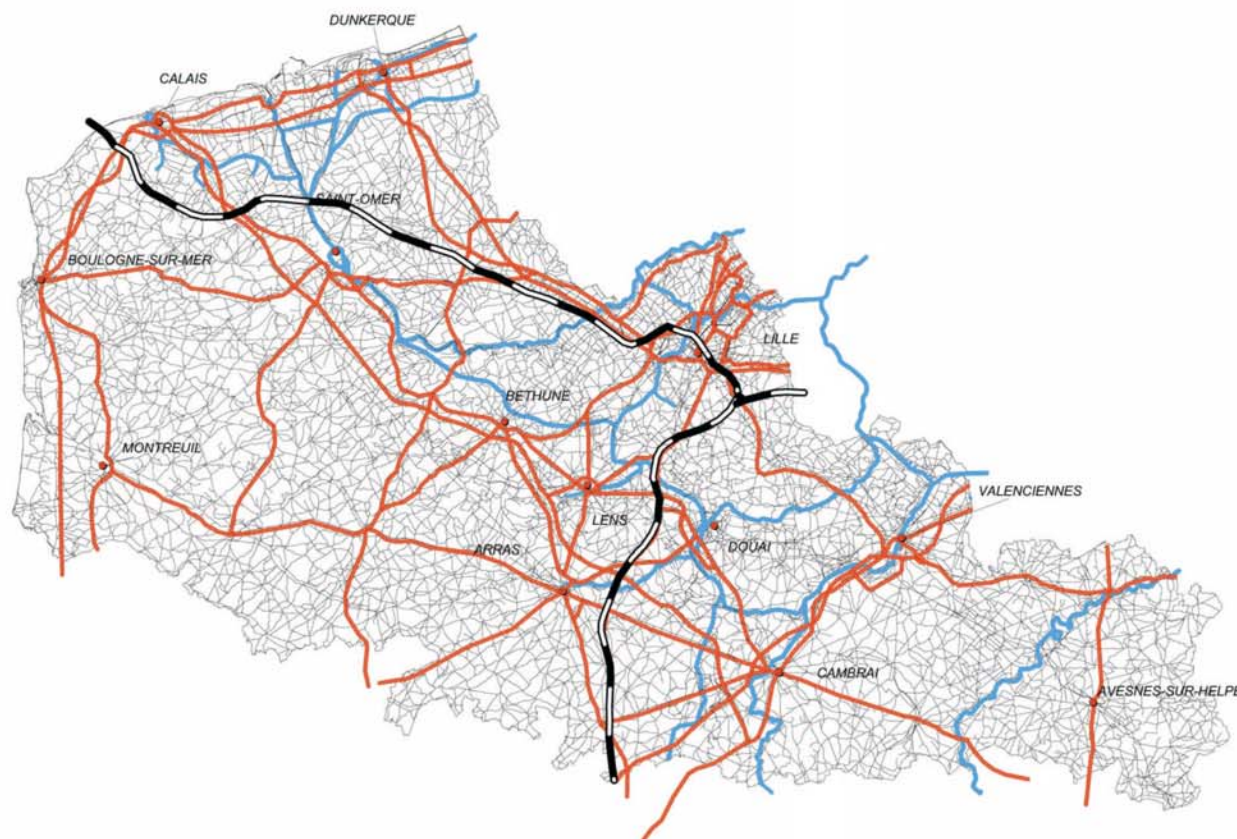 DUNKERQUE
CALAIS
SAINT-OMER
BOULOGNE-SUR-MER
LILLE
BETHUNE
MONTREUIL
VALENCIENNES
LENS
DOUAI
ARRAS
CAMBRAI
AVESNES-SUR-HELPE